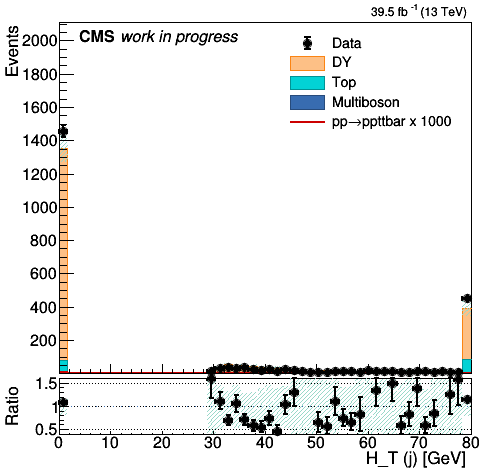 39.5 fb⁻¹ (13 TeV)
CMS work in progress
Events
2000
1800
1600
1400
1200
1000
800
600
400
200
Data
DY
Top
Multiboson
pp→ppttbar x 1000
Ratio
1.5
1
0.5
0 10 20 30 40 50 60 70 80
H_T (j) [GeV]